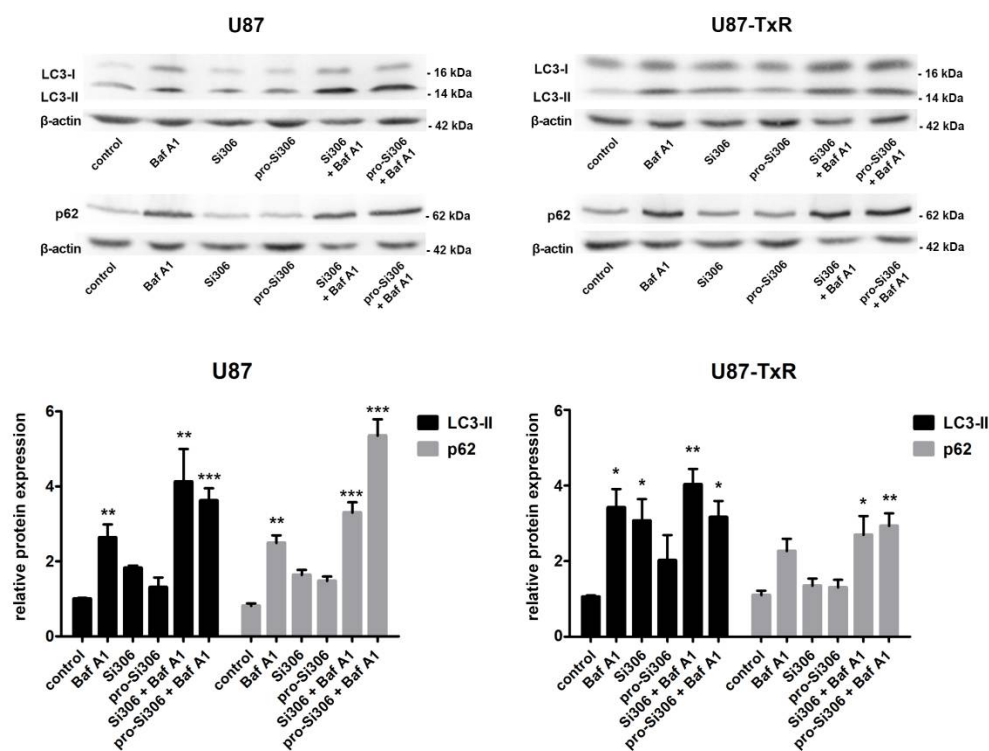 U87
LC3-I
- 16 kDa
LC3-II
- 14 kDa
β-actin
- 42 kDa
control
Baf A1
Si306
pro-Si306
Si306
+ Baf A1
pro-Si306
+ Baf A1
p62
- 62 kDa
β-actin
- 42 kDa
control
Baf A1
Si306
pro-Si306
Si306
+ Baf A1
pro-Si306
+ Baf A1
U87-TxR
LC3-I
- 16 kDa
LC3-II
- 14 kDa
β-actin
- 42 kDa
control
Baf A1
Si306
pro-Si306
Si306
+ Baf A1
pro-Si306
+ Baf A1
p62
- 62 kDa
β-actin
- 42 kDa
control
Baf A1
Si306
pro-Si306
Si306
+ Baf A1
pro-Si306
+ Baf A1
U87
relative protein expression
6
4
2
0
**
**
***
**
***
***
LC3-II
p62
control
Baf A1
Si306
pro-Si306
Si306 + Baf A1
pro-Si306 + Baf A1
control
Baf A1
Si306
pro-Si306
Si306 + Baf A1
pro-Si306 + Baf A1
U87-TxR
relative protein expression
6
4
2
0
*
*
**
*
*
**
LC3-II
p62
control
Baf A1
Si306
pro-Si306
Si306 + Baf A1
pro-Si306 + Baf A1
control
Baf A1
Si306
pro-Si306
Si306 + Baf A1
pro-Si306 + Baf A1